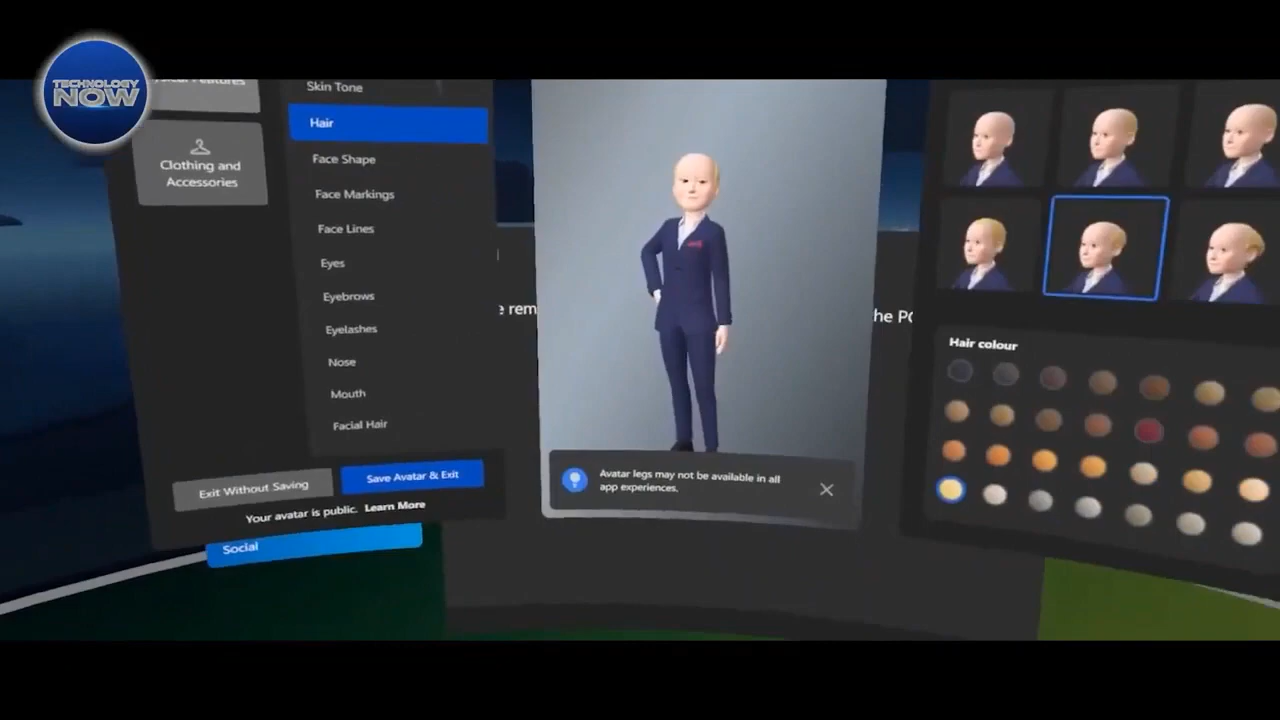 TECHNOLOGY
NOW
Features
Clothing and
Accessories
Skin Tone
Hair
Face Shape
Face Markings
Face Lines
Eyes
Eyebrows
Eyelashes
Nose
Mouth
Facial Hair
Exit Without Saving
Save Avatar & Exit
Your avatar is public. Learn More
Social
Avatar legs may not be available in all
app experiences.
Hair colour